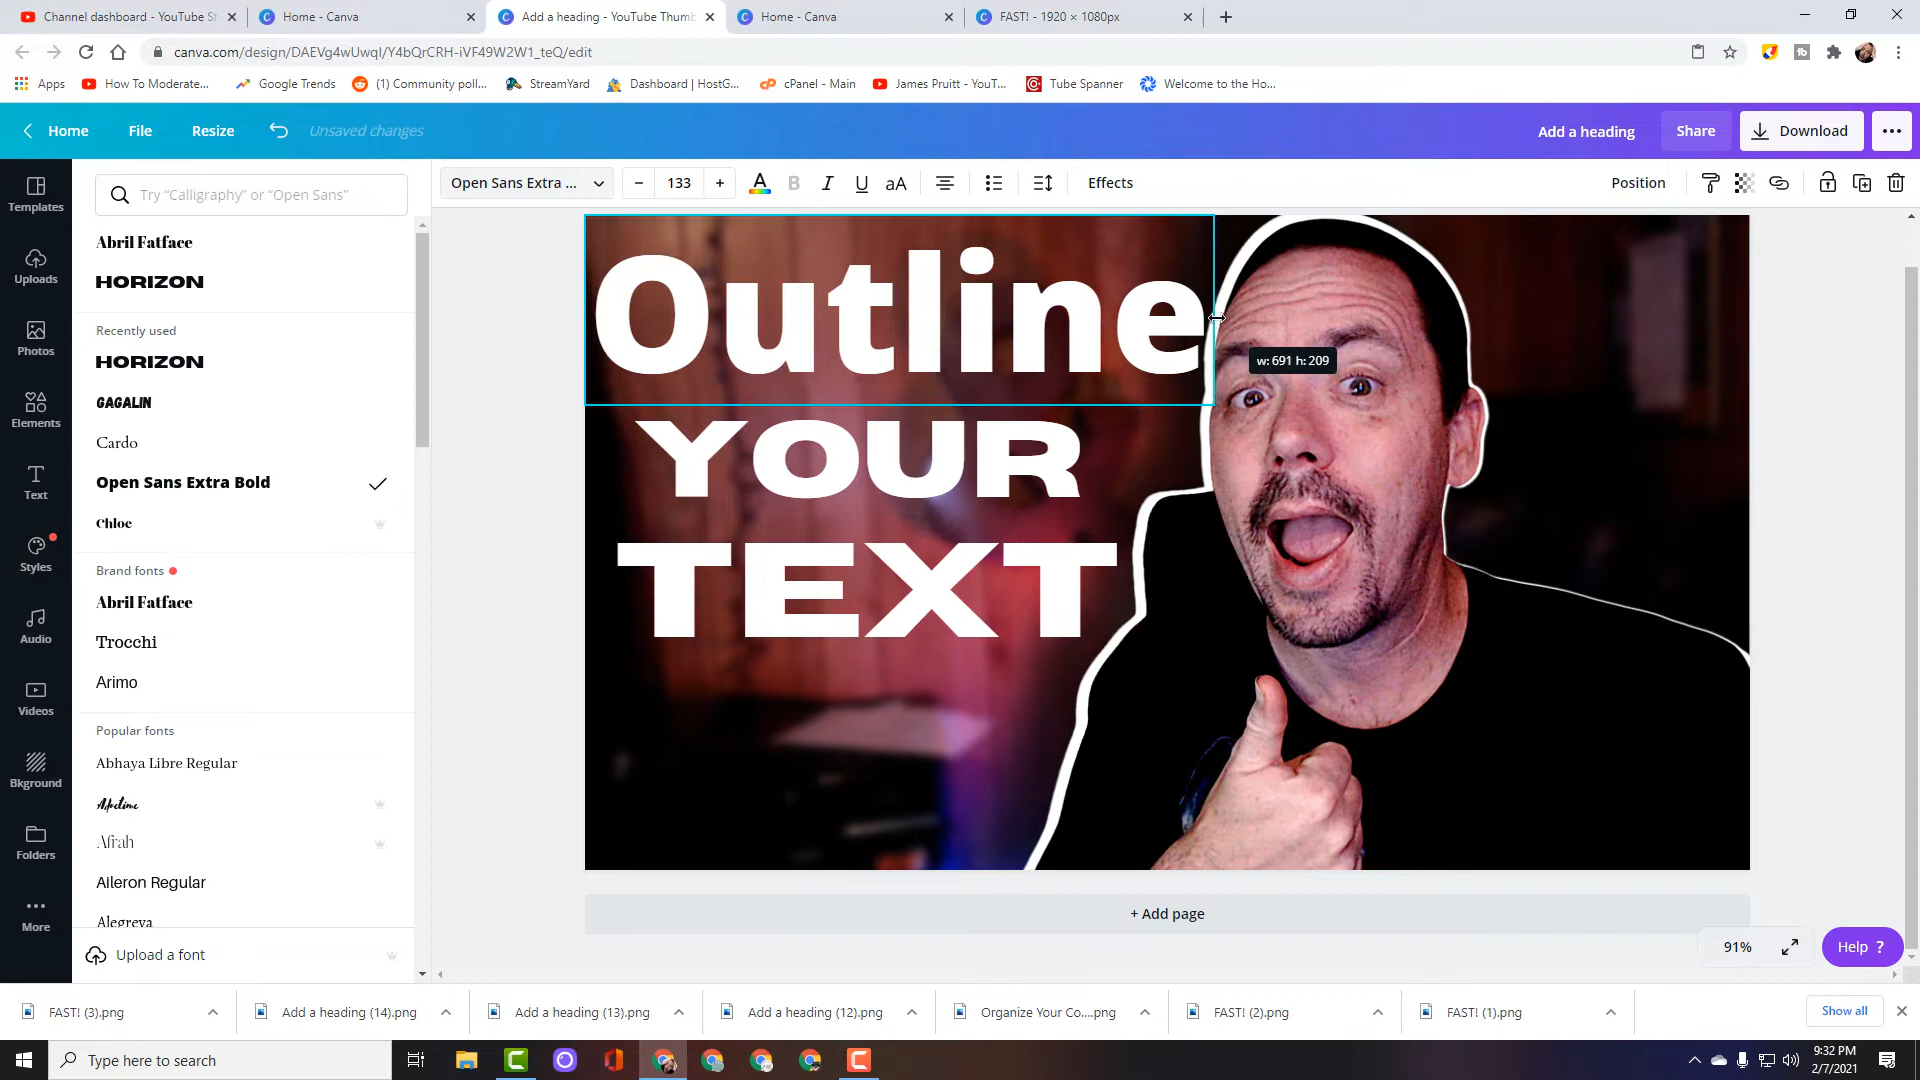 Channel dashboard - YouTube St
Home - Canva
Add a heading - YouTube Thumb
Home - Canva
FAST! - 1920 × 1080px
canva.com/design/DAEVg4wUwqI/Y4bQrCRH-iVF49W2W1_teQ/edit
Apps
How To Moderate...
Google Trends
(1) Community poll...
StreamYard
Dashboard | HostG...
cPanel - Main
James Pruitt - YouT...
Tube Spanner
Welcome to the Ho...
Home
File
Resize
Unsaved changes
Add a heading
Share
Download
Try “Calligraphy” or “Open Sans”
Open Sans Extra ...
133
B
I
U
aA
Effects
Position
Templates
Uploads
Photos
Elements
Text
Styles
Audio
Videos
Bkground
Folders
More
Abril Fatface
HORIZON
Recently used
HORIZON
GAGALIN
Cardo
Open Sans Extra Bold
Chloe
Brand fonts
Abril Fatface
Trocchi
Arimo
Popular fonts
Abhaya Libre Regular
Adeline
Afrah
Aileron Regular
Alegreya
Upload a font
Outline
YOUR
TEXT
w: 691 h: 209
+ Add page
91%
Help ?
FAST! (3).png
Add a heading (14).png
Add a heading (13).png
Add a heading (12).png
Organize Your Co....png
FAST! (2).png
FAST! (1).png
Show all
Type here to search
9:32 PM
2/7/2021